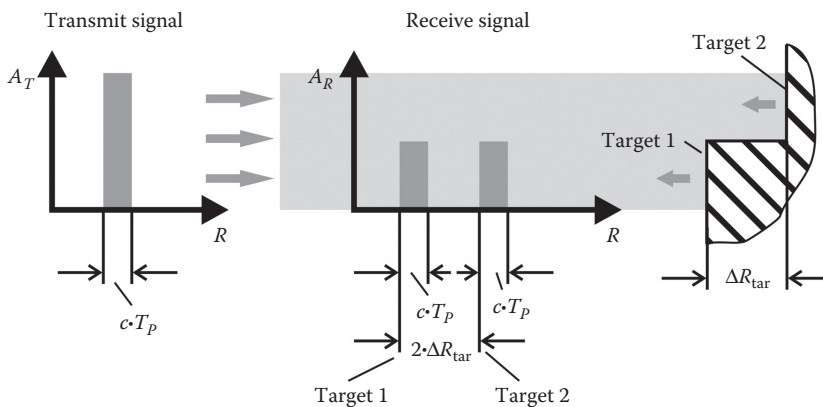 Transmit signal
Receive signal
Target 2
A_T
A_R
Target 1
R
R
ΔR_tar
c·T_P
c·T_P
c·T_P
2·ΔR_tar
Target 1
Target 2